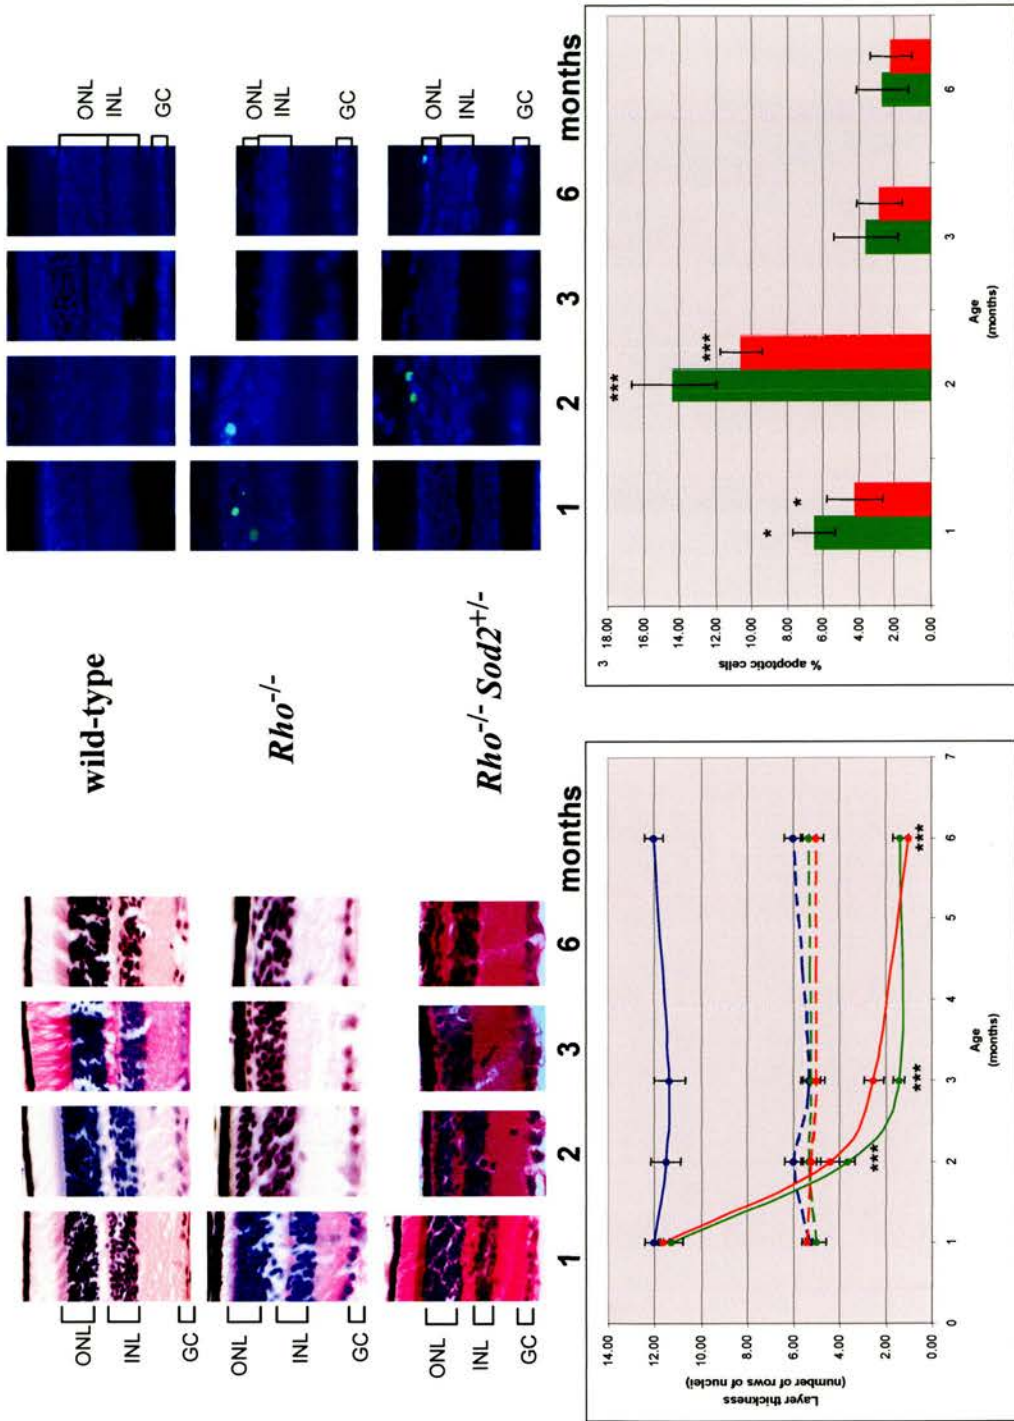 ONL
INL
GC
ONL
INL
GC
ONL
INL
GC
1 2 3 6 months
wild-type
Rho-/-
Rho-/- Sod2+/-
ONL
INL
GC
ONL
INL
GC
ONL
INL
GC
1 2 3 6 months
Layer thickness
(number of rows of nuclei)
14.00
12.00
10.00
8.00
6.00
4.00
2.00
0.00
***
***
***
0 1 2 3 4 5 6 7
Age
(months)
3
% apoptotic cells
18.00
16.00
14.00
12.00
10.00
8.00
6.00
4.00
2.00
0.00
*
*
***
***
1 2 3 6
Age
(months)